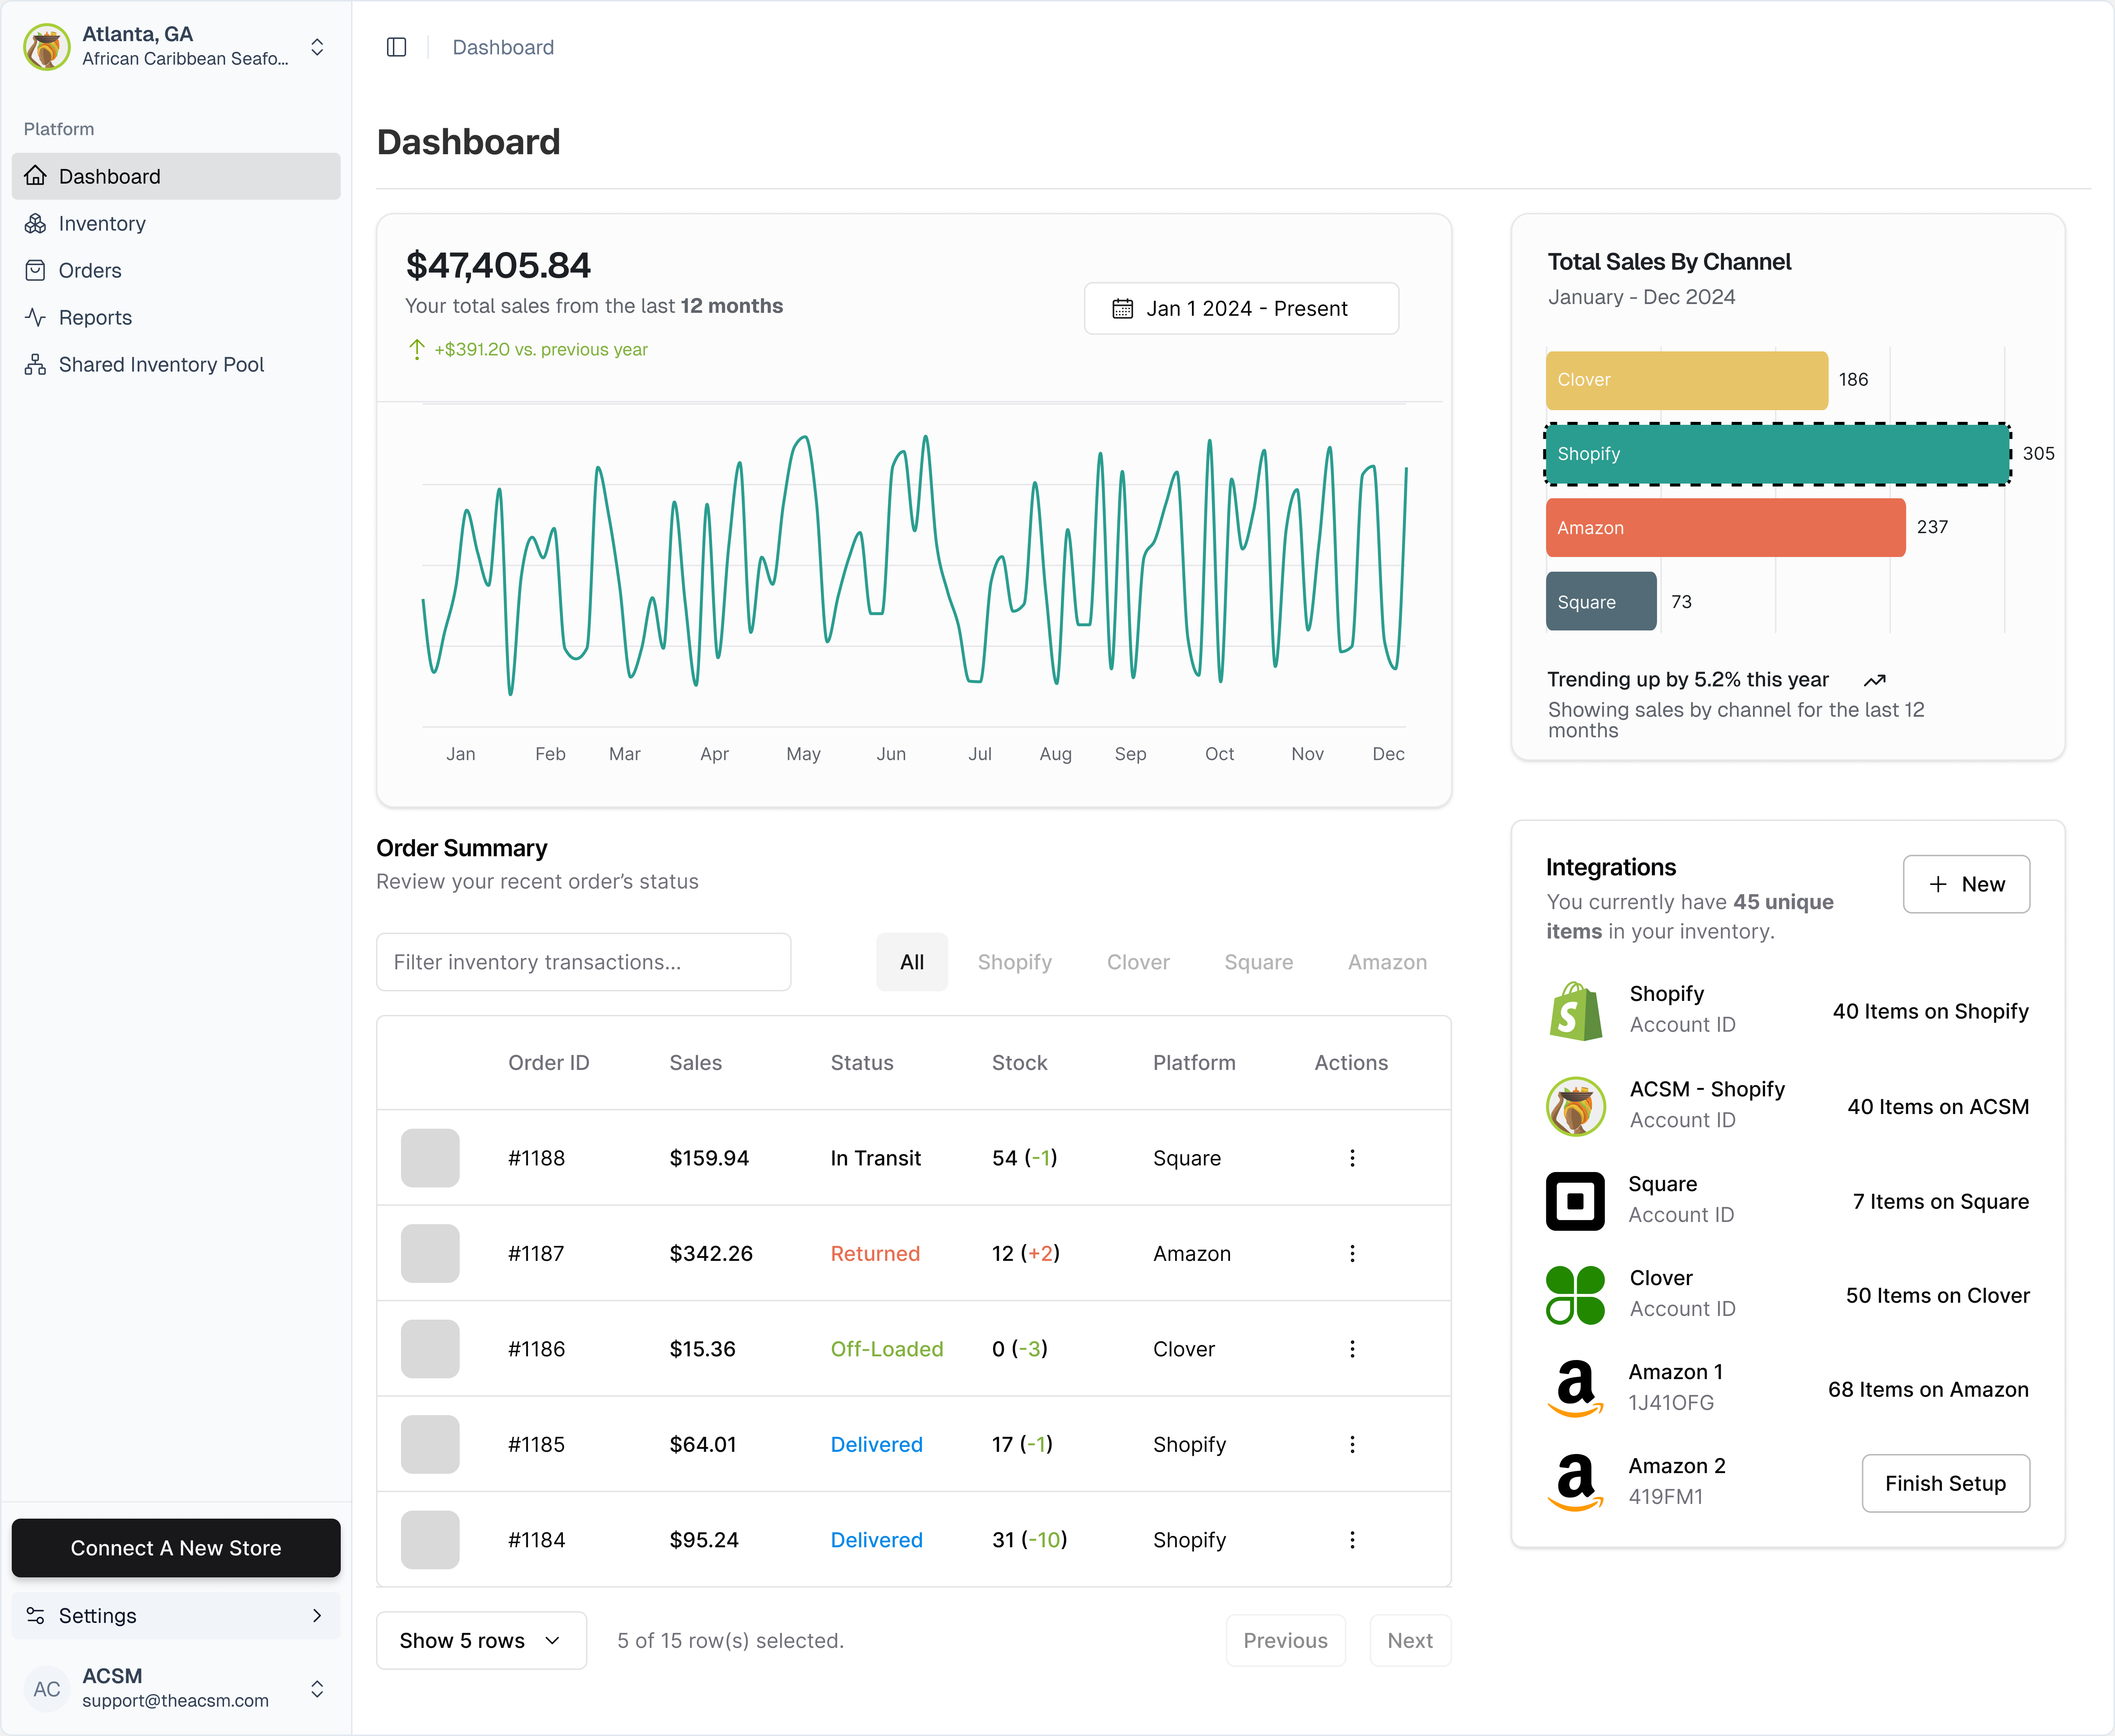 Atlanta, GA
African Caribbean Seafo...
Platform
Dashboard
Inventory
Orders
Reports
Shared Inventory Pool
Connect A New Store
Settings
AC
ACSM
support@theacsm.com
Dashboard
Dashboard
$47,405.84
Your total sales from the last 12 months
+$391.20 vs. previous year
Jan 1 2024 - Present
Jan Feb Mar Apr May Jun Jul Aug Sep Oct Nov Dec
Total Sales By Channel
January - Dec 2024
Clover 186
Shopify 305
Amazon 237
Square 73
Trending up by 5.2% this year
Showing sales by channel for the last 12
months
Order Summary
Review your recent order’s status
Filter inventory transactions...
All Shopify Clover Square Amazon
Order ID Sales Status Stock Platform Actions
#1188 $159.94 In Transit 54 (-1) Square
#1187 $342.26 Returned 12 (+2) Amazon
#1186 $15.36 Off-Loaded 0 (-3) Clover
#1185 $64.01 Delivered 17 (-1) Shopify
#1184 $95.24 Delivered 31 (-10) Shopify
Show 5 rows
5 of 15 row(s) selected.
Previous
Next
Integrations
New
You currently have 45 unique
items in your inventory.
Shopify
Account ID
40 Items on Shopify
ACSM - Shopify
Account ID
40 Items on ACSM
Square
Account ID
7 Items on Square
Clover
Account ID
50 Items on Clover
Amazon 1
1J41OFG
68 Items on Amazon
Amazon 2
419FM1
Finish Setup